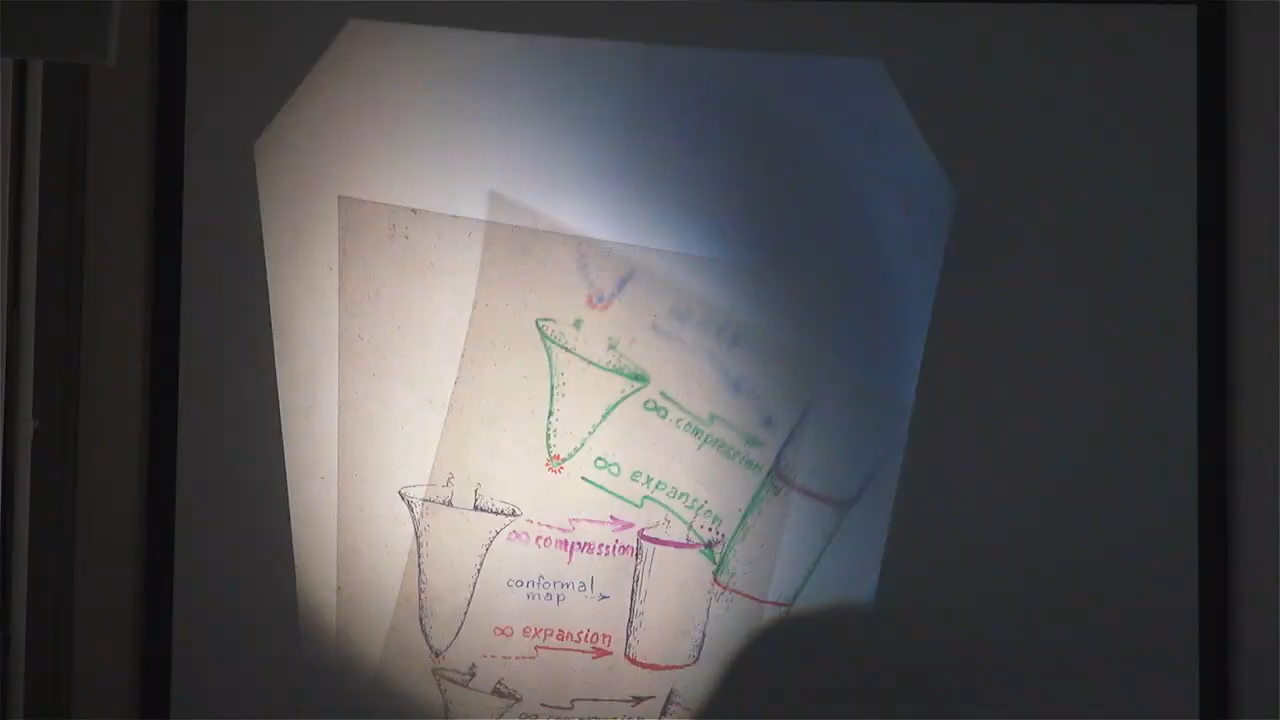 ∞ compression
∞ expansion
∞ compression
conformal
map
∞ expansion